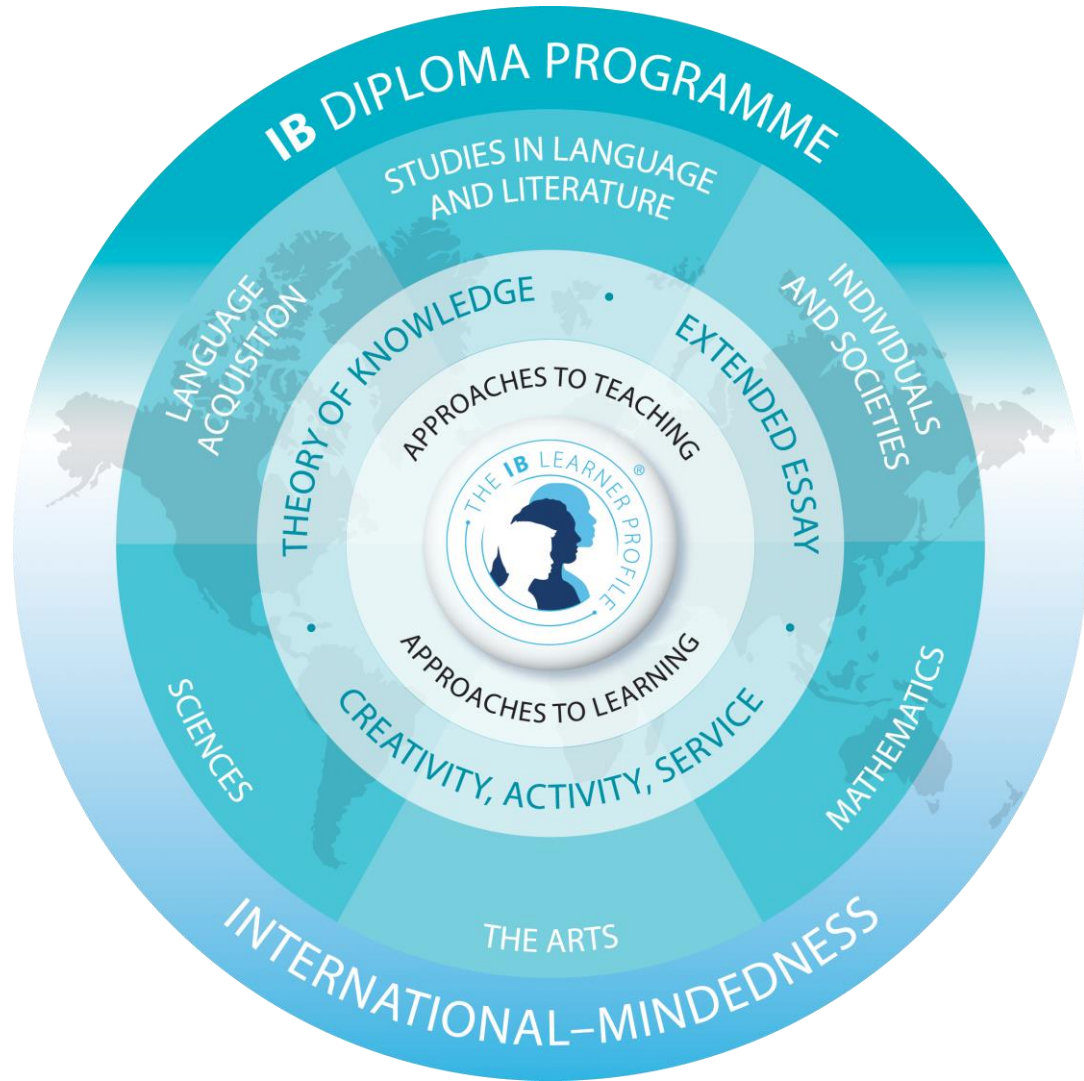 IB DIPLOMA PROGRAMME
STUDIES IN LANGUAGE
AND LITERATURE
LANGUAGE
ACQUISITION
INDIVIDUALS
AND SOCIETIES
THEORY OF KNOWLEDGE
EXTENDED ESSAY
APPROACHES TO TEACHING
THE IB LEARNER PROFILE ®
APPROACHES TO LEARNING
CREATIVITY, ACTIVITY, SERVICE
SCIENCES
MATHEMATICS
THE ARTS
INTERNATIONAL–MINDEDNESS